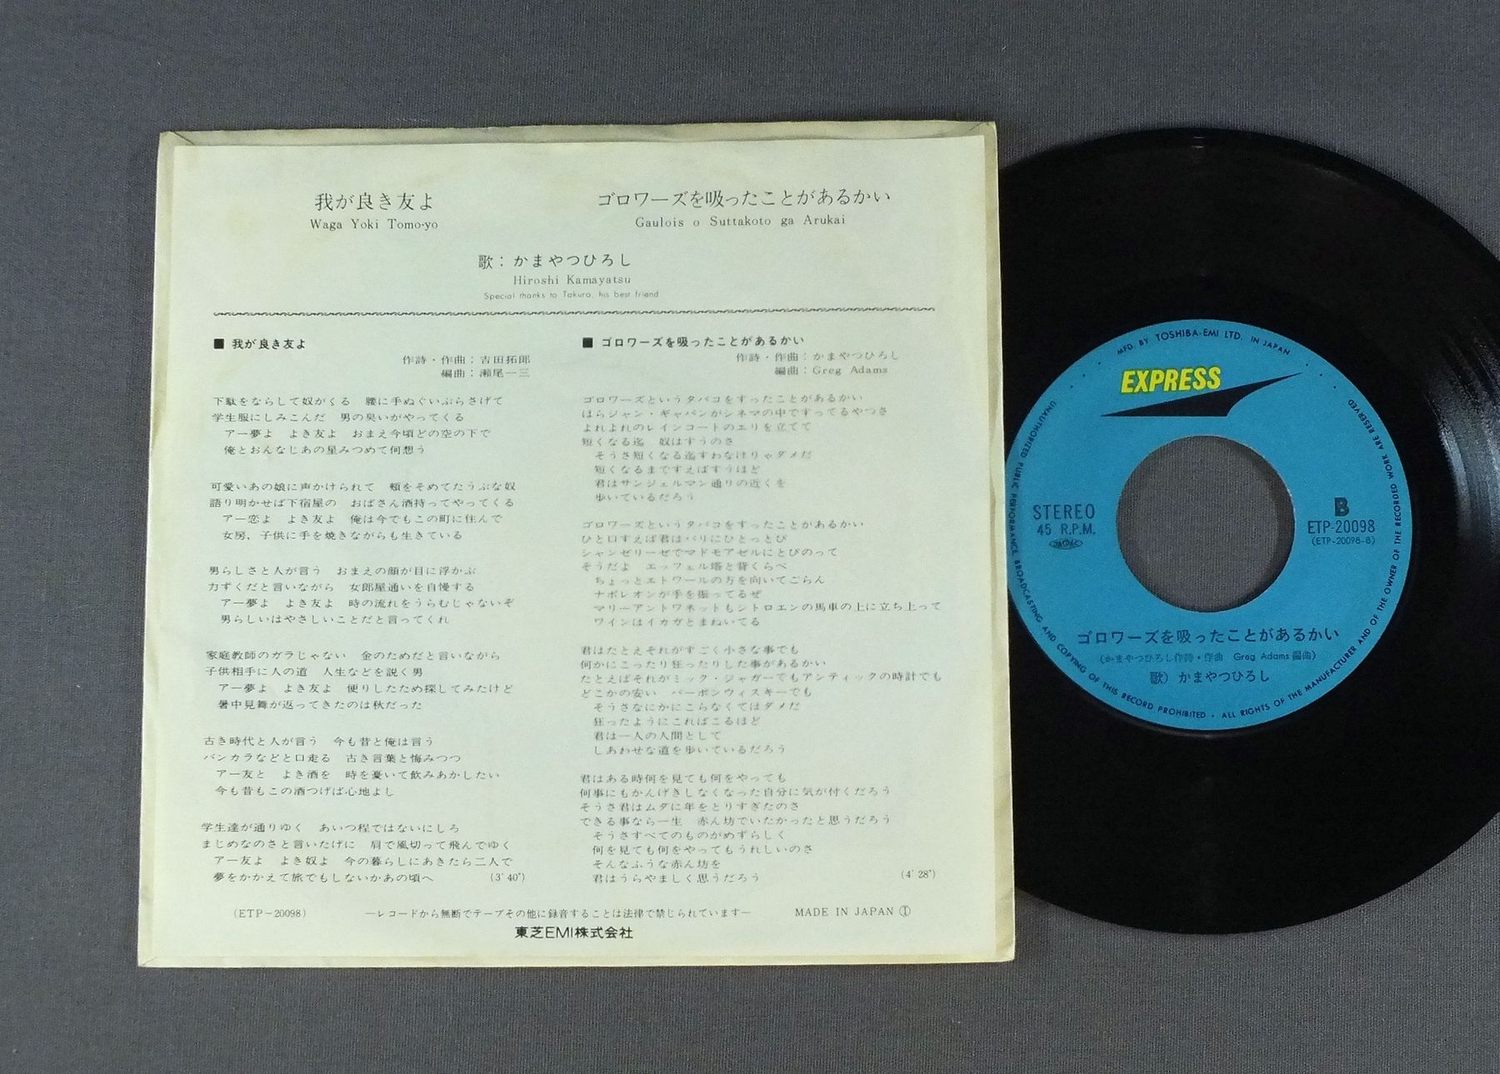 我が良き友よ
Waga Yoki Tomo-yo
ゴロワーズを吸ったことがあるかい
Gaulois o Suttakoto ga Arukai
歌：かまやつひろし
Hiroshi Kamayatsu
Special thanks to Takuro, his best friend
■ 我が良き友よ
作詩・作曲：吉田拓郎
編曲：瀬尾一三
下駄をならして奴がくる　腰に手ぬぐいぶらさげて
学生服にしみこんだ　男の臭いがやってくる
アー夢よ　よき友よ　おまえ今頃どの空の下で
俺とおんなじあの星みつめて何想う
可愛いあの娘に声かけられて　頬をそめてたうぶな奴
語り明かせば下宿屋の　おばさん酒持ってやってくる
アー恋よ　よき友よ　俺は今でもこの町に住んで
女房、子供に手を焼きながらも生きている
男らしさと人が言う　おまえの顔が目に浮かぶ
力ずくだと言いながら　女郎屋通いを自慢する
アー夢よ　よき友よ　時の流れをうらむじゃないぞ
男らしいはやさしいことだと言ってくれ
家庭教師のガラじゃない　金のためだと言いながら
子供相手に人の道　人生などを説く男
アー夢よ　よき友よ　便りしたため探してみたけど
暑中見舞が返ってきたのは秋だった
古き時代と人が言う　今も昔と俺は言う
バンカラなどと口走る　古き言葉と悔みつつ
アー友と　よき酒を　時を憂いて飲みあかしたい
今も昔もこの酒つげば心地よし
学生達が通りゆく　あいつ程ではないにしろ
まじめなのさと言いたげに　肩で風切って飛んでゆく
アー友よ　よき奴よ　今の暮らしにあきたら二人で
夢をかかえて旅でもしないかあの頃へ
(3′40″)
■ ゴロワーズを吸ったことがあるかい
作詩・作曲：かまやつひろし
編曲：Greg Adams
ゴロワーズというタバコをすったことがあるかい
ほらジャン・ギャバンがシネマの中ですってるやつさ
よれよれのレインコートのエリを立てて
短くなる迄　奴はすうのさ
そうさ短くなる迄すわなけりゃダメだ
短くなるまですえばすうほど
君はサンジェルマン通りの近くを
歩いているだろう
ゴロワーズというタバコをすったことがあるかい
ひと口すえば君はパリにひとっとび
シャンゼリーゼでマドモアゼルにとびのって
そうだよ　エッフェル塔と背くらべ
ちょっとエトワールの方を向いてごらん
ナポレオンが手を振ってるぜ
マリーアントワネットもシトロエンの馬車の上に立ち上って
ワインはイカガとまねいてる
君はたとえそれがすごく小さな事でも
何かにこったり狂ったりした事があるかい
たとえばそれがミック・ジャガーでもアンティックの時計でも
どこかの安い　バーボンウィスキーでも
そうさなにかにこらなくてはダメだ
狂ったようにこればこるほど
君は一人の人間として
しあわせな道を歩いているだろう
君はある時何を見ても何をやっても
何事にもかんげきしなくなった自分に気が付くだろう
そうさ君はムダに年をとりすぎたのさ
できる事なら一生　赤ん坊でいたかったと思うだろう
そうさすべてのものがめずらしく
何を見ても何をやってもうれしいのさ
そんなふうな赤ん坊を
君はうらやましく思うだろう
(4′28″)
(ETP-20098)
―レコードから無断でテープその他に録音することは法律で禁じられています―
MADE IN JAPAN Ⓘ
東芝EMI株式会社
MFD. BY TOSHIBA-EMI LTD. IN JAPAN
EXPRESS
STEREO
45 R.P.M.
B
ETP-20098
(ETP-20098-B)
ゴロワーズを吸ったことがあるかい
(かまやつひろし作詩・作曲　Greg Adams編曲)
歌）かまやつひろし
UNAUTHORIZED PUBLIC PERFORMANCE, BROADCASTING AND COPYING OF THIS RECORD PROHIBITED・ALL RIGHTS OF THE MANUFACTURER AND OF THE OWNER OF THE RECORDED WORK ARE RESERVED